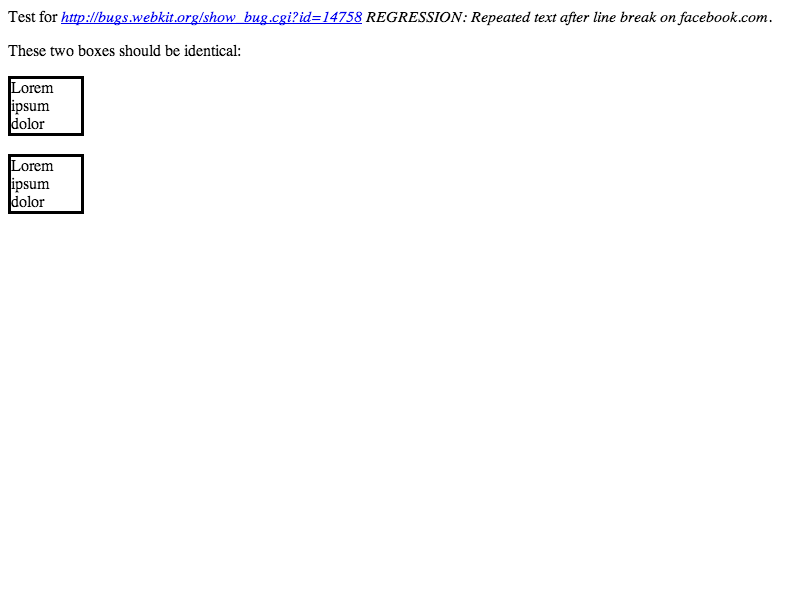 Test for http://bugs.webkit.org/show_bug.cgi?id=14758 REGRESSION: Repeated text after line break on facebook.com.
These two boxes should be identical:
Lorem
ipsum
dolor
Lorem
ipsum
dolor